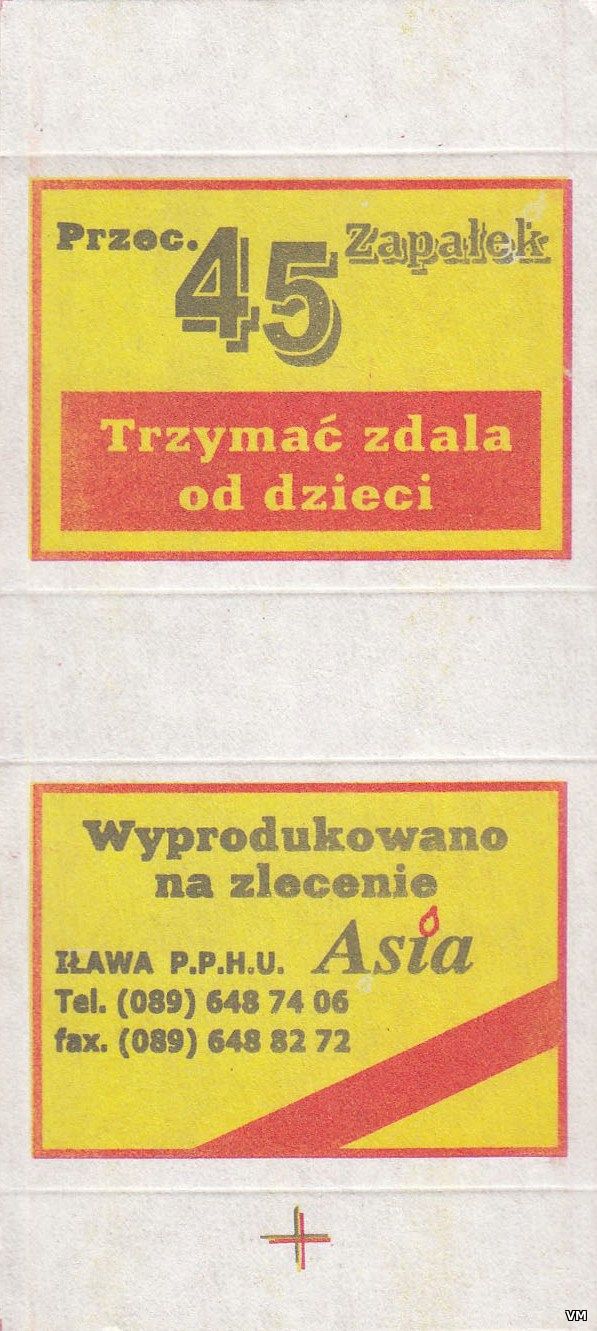 Przec. 45 Zapałek
Trzymać zdala
od dzieci
Wyprodukowano
na zlecenie
IŁAWA P.P.H.U. Asia
Tel. (089) 648 74 06
fax. (089) 648 82 72
VM